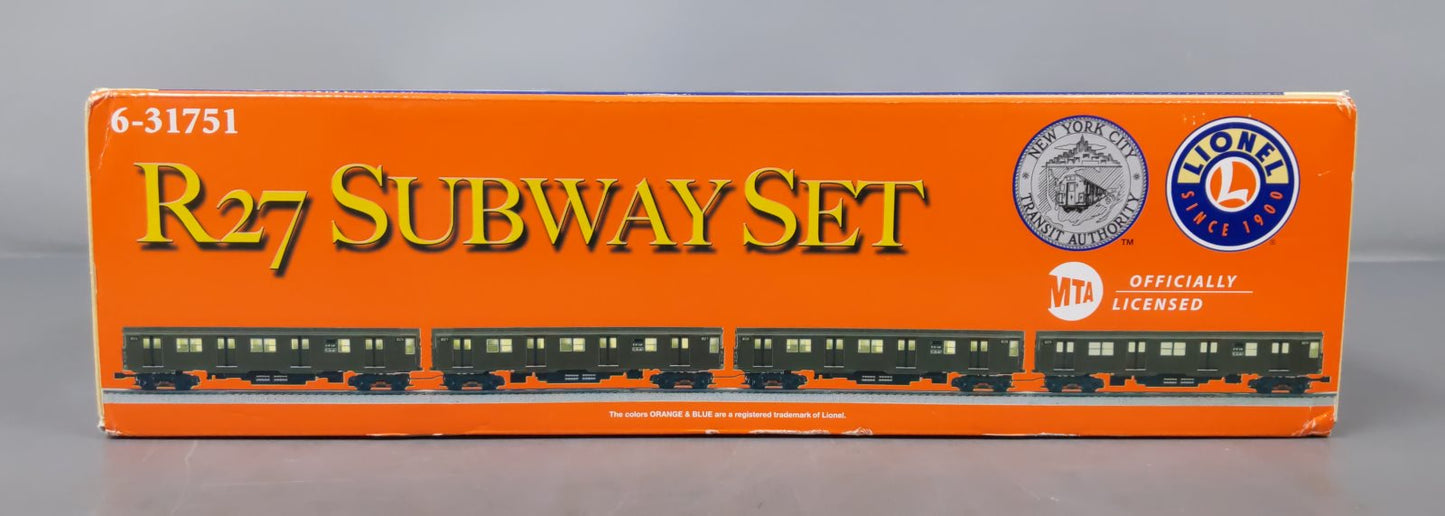 6-31751
R27 SUBWAY SET
NEW YORK CITY
TRANSIT AUTHORITY
TM
LIONEL
L
SINCE 1900
®
MTA
OFFICIALLY
LICENSED
The colors ORANGE & BLUE are a registered trademark of Lionel.